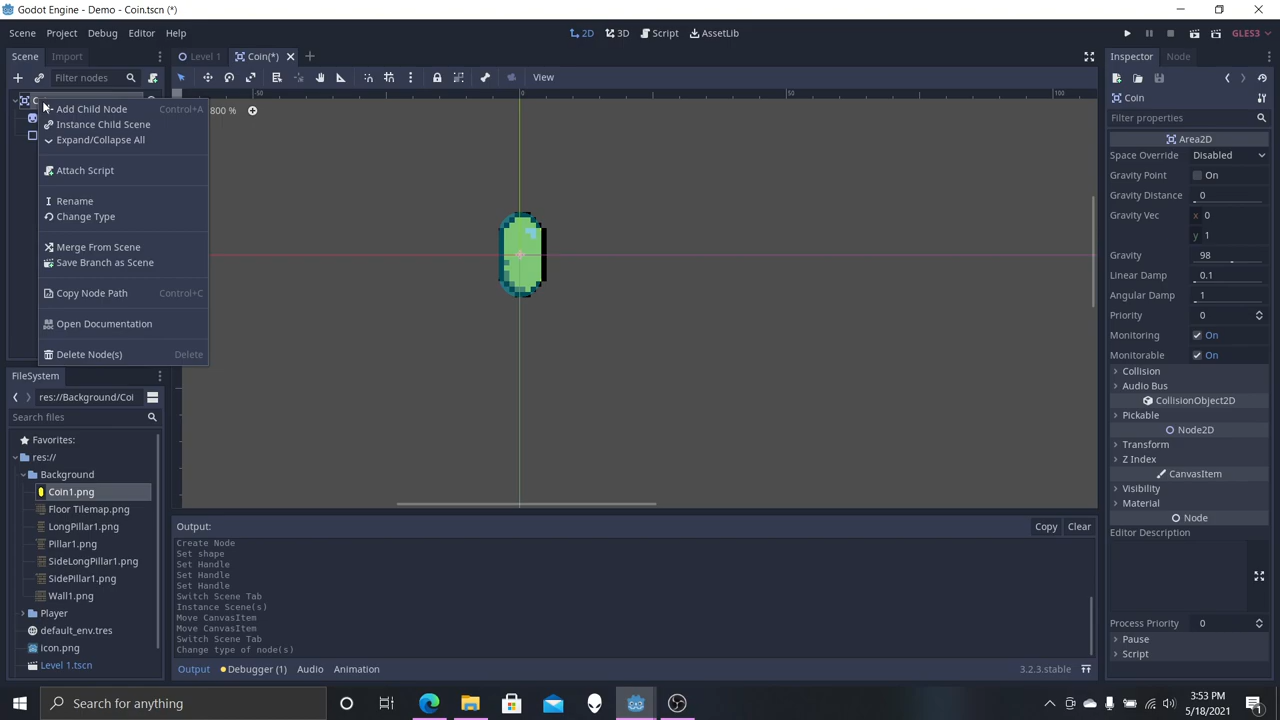 Godot Engine - Demo - Coin.tscn (*)
Scene Project Debug Editor Help
2D 3D Script AssetLib
GLES3
Scene Import
Level 1 Coin(*)
Inspector Node
Filter nodes
View
Coin
Filter properties
-50 0 50 100
800 %
Add Child Node Control+A
Instance Child Scene
Expand/Collapse All
Attach Script
Rename
Change Type
Merge From Scene
Save Branch as Scene
Copy Node Path Control+C
Open Documentation
Delete Node(s) Delete
Area2D
Space Override Disabled
Gravity Point On
Gravity Distance 0
Gravity Vec x 0
y 1
Gravity 98
Linear Damp 0.1
Angular Damp 1
Priority 0
Monitoring On
Monitorable On
Collision
Audio Bus
CollisionObject2D
Pickable
Node2D
Transform
Z Index
CanvasItem
Visibility
Material
Node
Editor Description
Process Priority 0
Pause
Script
FileSystem
res://Background/Coi
Search files
Favorites:
res://
Background
Coin1.png
Floor Tilemap.png
LongPillar1.png
Pillar1.png
SideLongPillar1.png
SidePillar1.png
Wall1.png
Player
default_env.tres
icon.png
Level 1.tscn
Output: Copy Clear
Create Node
Set shape
Set Handle
Set Handle
Set Handle
Switch Scene Tab
Instance Scene(s)
Move CanvasItem
Move CanvasItem
Switch Scene Tab
Change type of node(s)
Output Debugger (1) Audio Animation 3.2.3.stable
Search for anything
3:53 PM
5/18/2021
1